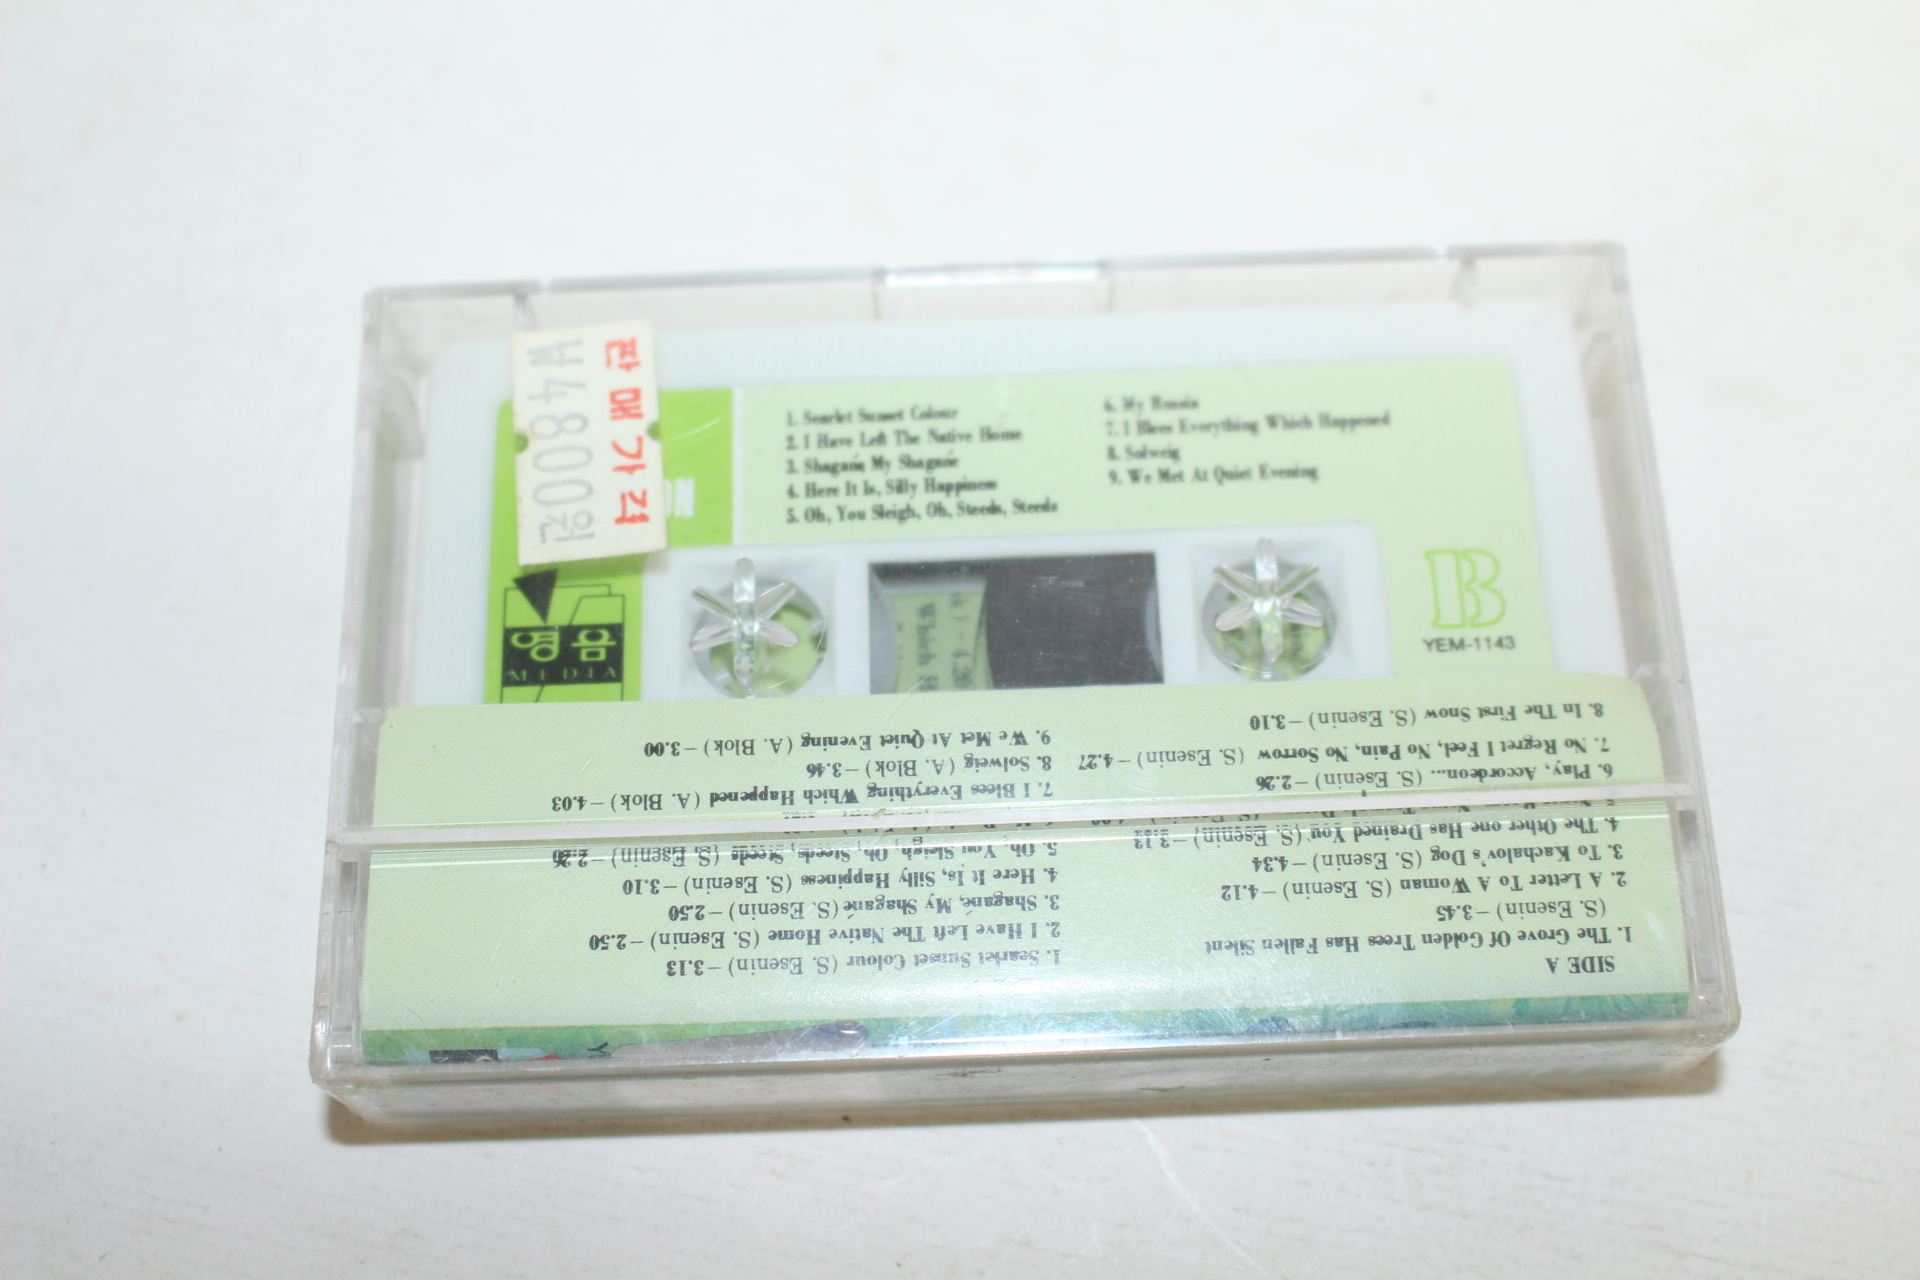 판매가격
₩4800원
ON
영음
MEDIA
1. Scarlet Sunset Colour
2. I Have Left The Native Home
3. Shagané, My Shagané
4. Here It Is, Silly Happiness
5. Oh, You Sleigh, Oh, Steeds, Steeds
6. My Russia
7. I Blees Everything Which Happened
8. Solweig
9. We Met At Quiet Evening
B
YEM-1143
Which
SIDE A
1. The Grove Of Golden Trees Has Fallen Silent
(S. Esenin) – 3.45
2. A Letter To A Woman (S. Esenin) – 4.12
3. To Kachalov's Dog (S. Esenin) – 4.34
4. The Other one Has Drained You (S. Esenin) – 3.13
6. Play, Accordeon.... (S. Esenin) – 2.26
7. No Regret I Feel, No Pain, No Sorrow (S. Esenin) – 4.27
8. In The First Snow (S. Esenin) – 3.10
1. Scarlet Sunset Colour (S. Esenin) – 3.13
2. I Have Left The Native Home (S. Esenin) – 2.50
3. Shagané, My Shagané (S. Esenin) – 2.50
4. Here It Is, Silly Happiness (S. Esenin) – 3.10
5. Oh, You Sleigh, Oh, Steeds, Steeds (S. Esenin) – 2.26
7. I Blees Everything Which Happened (A. Blok) – 4.03
8. Solweig (A. Blok) – 3.46
9. We Met At Quiet Evening (A. Blok) – 3.00